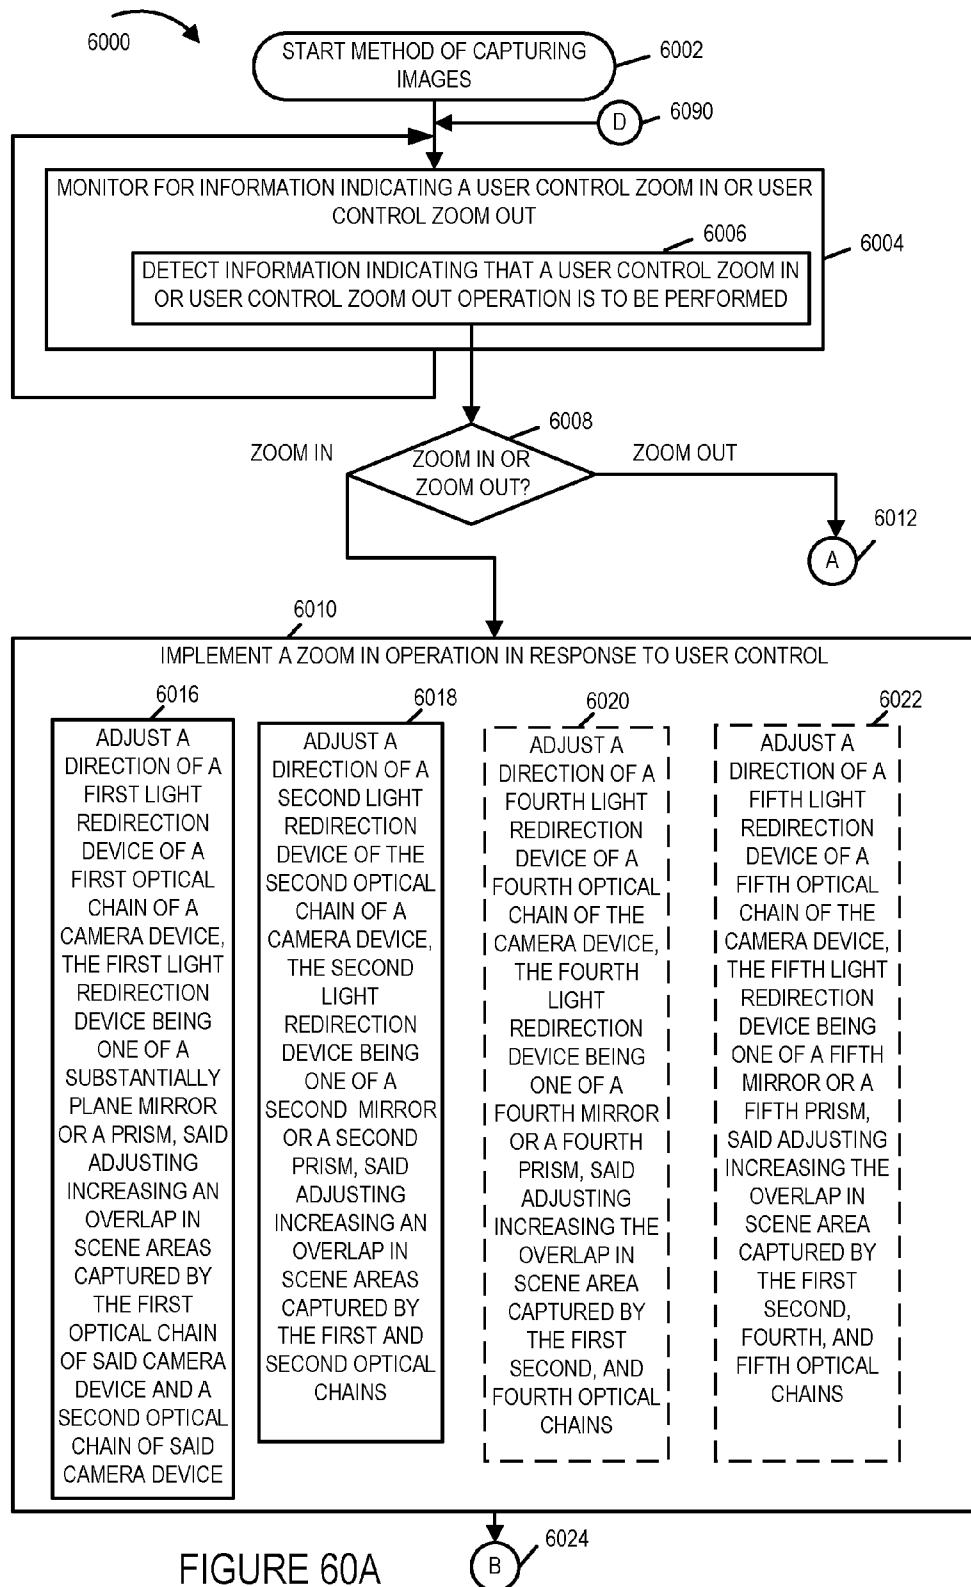 6000
START METHOD OF CAPTURING
IMAGES
6002
D
6090
MONITOR FOR INFORMATION INDICATING A USER CONTROL ZOOM IN OR USER
CONTROL ZOOM OUT
6004
6006
DETECT INFORMATION INDICATING THAT A USER CONTROL ZOOM IN
OR USER CONTROL ZOOM OUT OPERATION IS TO BE PERFORMED
6008
ZOOM IN
ZOOM IN OR
ZOOM OUT?
ZOOM OUT
6012
A
6010
IMPLEMENT A ZOOM IN OPERATION IN RESPONSE TO USER CONTROL
6016
ADJUST A
DIRECTION OF A
FIRST LIGHT
REDIRECTION
DEVICE OF A
FIRST OPTICAL
CHAIN OF A
CAMERA DEVICE,
THE FIRST LIGHT
REDIRECTION
DEVICE BEING
ONE OF A
SUBSTANTIALLY
PLANE MIRROR
OR A PRISM, SAID
ADJUSTING
INCREASING AN
OVERLAP IN
SCENE AREAS
CAPTURED BY
THE FIRST
OPTICAL CHAIN
OF SAID CAMERA
DEVICE AND A
SECOND OPTICAL
CHAIN OF SAID
CAMERA DEVICE
6018
ADJUST A
DIRECTION OF A
SECOND LIGHT
REDIRECTION
DEVICE OF THE
SECOND OPTICAL
CHAIN OF A
CAMERA DEVICE,
THE SECOND
LIGHT
REDIRECTION
DEVICE BEING
ONE OF A
SECOND MIRROR
OR A SECOND
PRISM, SAID
ADJUSTING
INCREASING AN
OVERLAP IN
SCENE AREAS
CAPTURED BY
THE FIRST AND
SECOND OPTICAL
CHAINS
6020
ADJUST A
DIRECTION OF A
FOURTH LIGHT
REDIRECTION
DEVICE OF A
FOURTH OPTICAL
CHAIN OF THE
CAMERA DEVICE,
THE FOURTH
LIGHT
REDIRECTION
DEVICE BEING
ONE OF A
FOURTH MIRROR
OR A FOURTH
PRISM, SAID
ADJUSTING
INCREASING THE
OVERLAP IN
SCENE AREA
CAPTURED BY
THE FIRST
SECOND, AND
FOURTH OPTICAL
CHAINS
6022
ADJUST A
DIRECTION OF A
FIFTH LIGHT
REDIRECTION
DEVICE OF A
FIFTH OPTICAL
CHAIN OF THE
CAMERA DEVICE,
THE FIFTH LIGHT
REDIRECTION
DEVICE BEING
ONE OF A FIFTH
MIRROR OR A
FIFTH PRISM,
SAID ADJUSTING
INCREASING THE
OVERLAP IN
SCENE AREA
CAPTURED BY
THE FIRST
SECOND,
FOURTH, AND
FIFTH OPTICAL
CHAINS
B
6024
FIGURE 60A